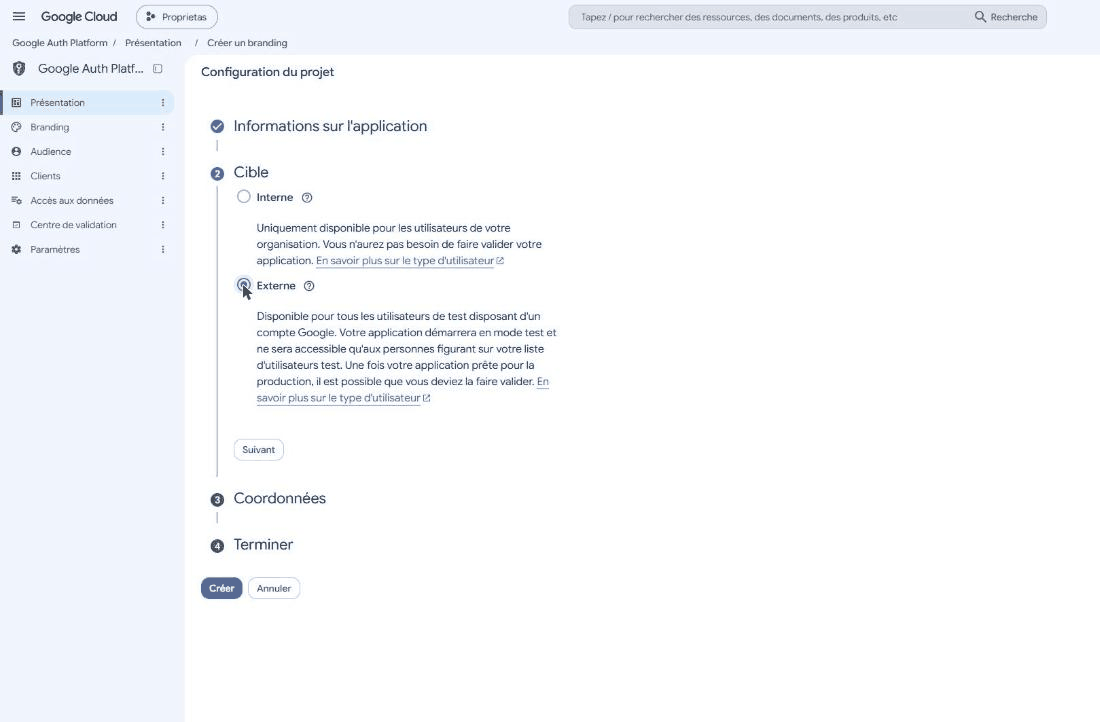 Google Cloud
Proprietas
Tapez / pour rechercher des ressources, des documents, des produits, etc
Recherche
Google Auth Platform / Présentation / Créer un branding
Google Auth Platf...
Présentation
Branding
Audience
Clients
Accès aux données
Centre de validation
Paramètres
Configuration du projet
Informations sur l'application
2 Cible
Interne
Uniquement disponible pour les utilisateurs de votre
organisation. Vous n'aurez pas besoin de faire valider votre
application. En savoir plus sur le type d'utilisateur
Externe
Disponible pour tous les utilisateurs de test disposant d'un
compte Google. Votre application démarrera en mode test et
ne sera accessible qu'aux personnes figurant sur votre liste
d'utilisateurs test. Une fois votre application prête pour la
production, il est possible que vous deviez la faire valider. En
savoir plus sur le type d'utilisateur
Suivant
3 Coordonnées
4 Terminer
Créer
Annuler